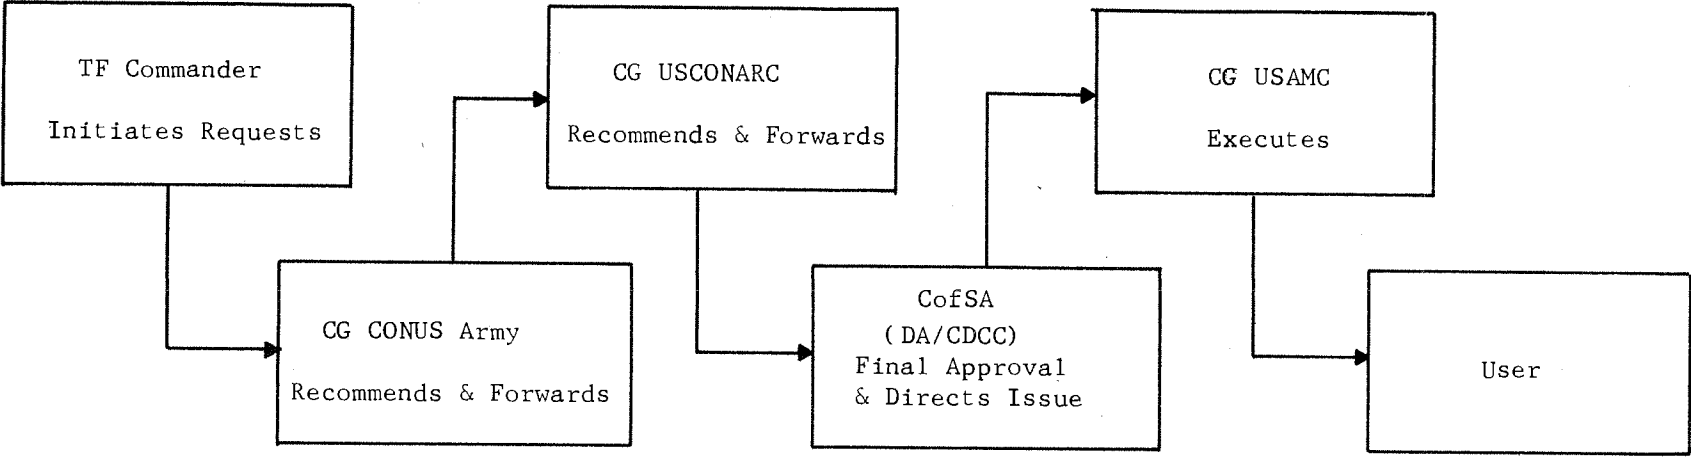 TF Commander
Initiates Requests
CG CONUS Army
Recommends & Forwards
CG USCONARC
Recommends & Forwards
CofSA
(DA/CDCC)
Final Approval
& Directs Issue
CG USAMC
Executes
User